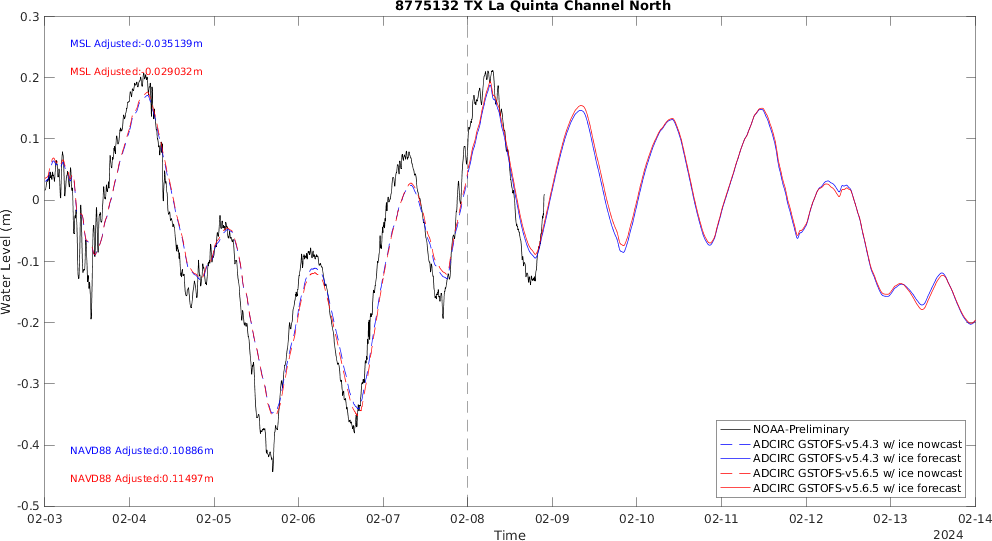 8775132 TX La Quinta Channel North
0.3
MSL Adjusted:-0.035139m
MSL Adjusted:-0.029032m
0.2
0.1
0
-0.1
-0.2
-0.3
-0.4
-0.5
Water Level (m)
NAVD88 Adjusted:0.10886m
NAVD88 Adjusted:0.11497m
NOAA-Preliminary
ADCIRC GSTOFS-v5.4.3 w/ ice nowcast
ADCIRC GSTOFS-v5.4.3 w/ ice forecast
ADCIRC GSTOFS-v5.6.5 w/ ice nowcast
ADCIRC GSTOFS-v5.6.5 w/ ice forecast
02-03 02-04 02-05 02-06 02-07 02-08 02-09 02-10 02-11 02-12 02-13 02-14
Time
2024